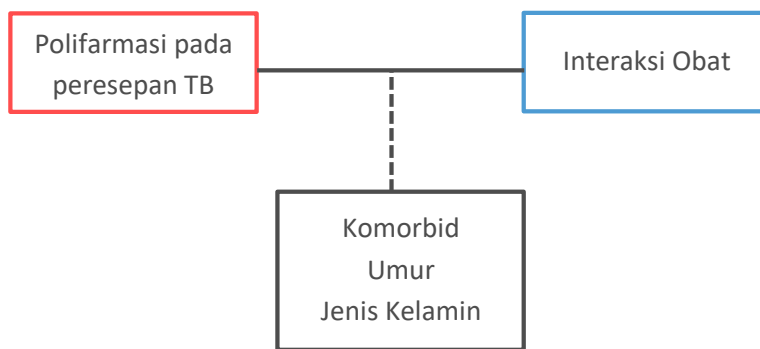 Polifarmasi pada
peresepan TB
Interaksi Obat
Komorbid
Umur
Jenis Kelamin